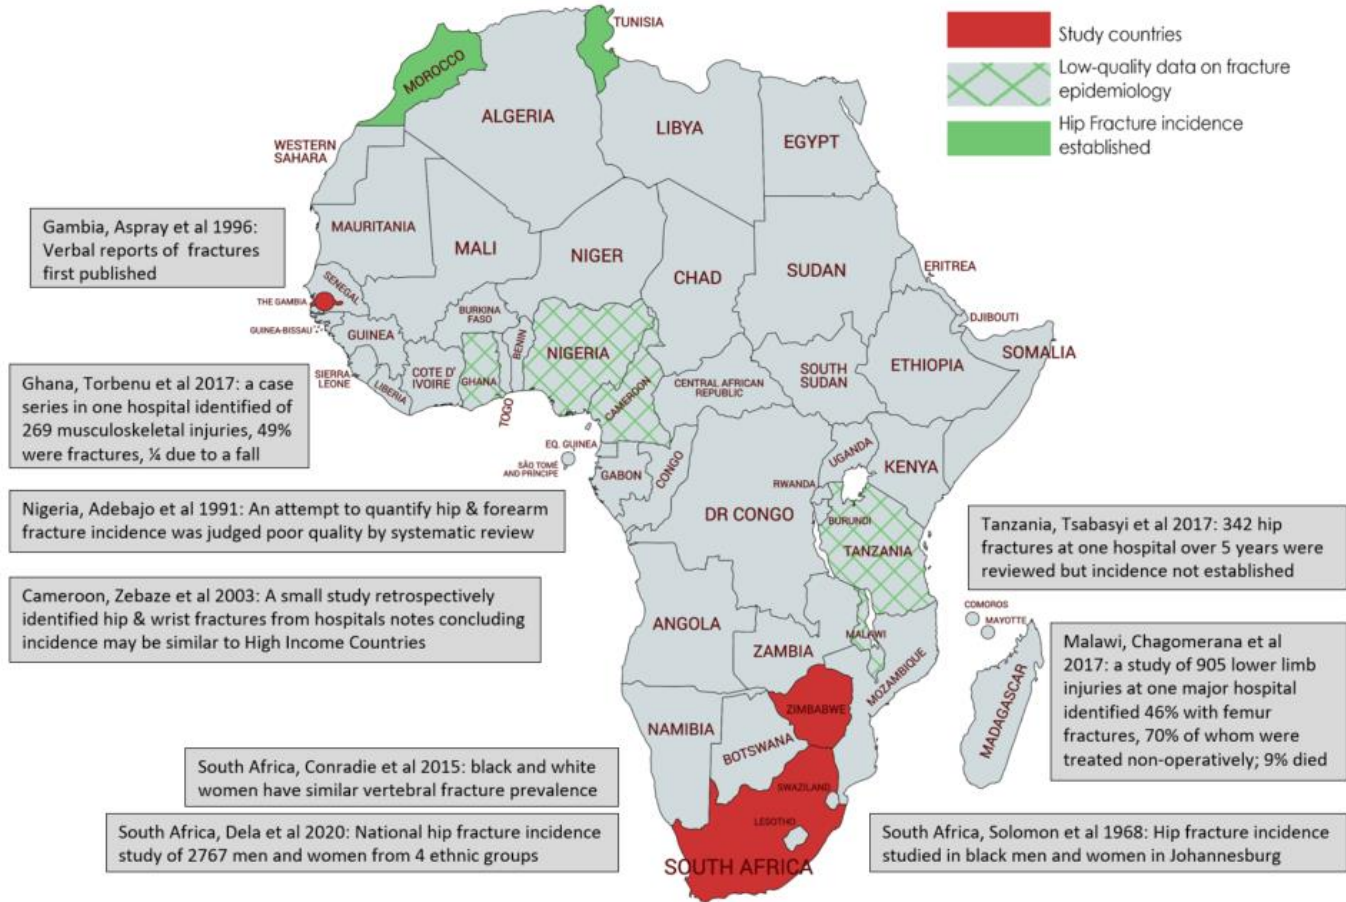 TUNISIA
MOROCCO
ALGERIA
LIBYA
EGYPT
WESTERN
SAHARA
Study countries
Low-quality data on fracture
epidemiology
Hip Fracture incidence
established
Gambia, Aspray et al 1996:
Verbal reports of fractures
first published
MAURITANIA
MALI
NIGER
CHAD
SUDAN
ERITREA
SENEGAL
THE GAMBIA
GUINEA-BISSAU
GUINEA
BURKINA
FASO
BENIN
NIGERIA
DJIBOUTI
SOMALIA
ETHIOPIA
SOUTH
SUDAN
CENTRAL AFRICAN
REPUBLIC
CAMEROON
SIERRA
LEONE
LIBERIA
COTE D'
IVOIRE
GHANA
TOGO
Ghana, Torbenu et al 2017: a case
series in one hospital identified of
269 musculoskeletal injuries, 49%
were fractures, ¼ due to a fall
EQ. GUINEA
SÃO TOMÉ
AND PRÍNCIPE
GABON
CONGO
UGANDA
KENYA
RWANDA
BURUNDI
DR CONGO
TANZANIA
Nigeria, Adebajo et al 1991: An attempt to quantify hip & forearm
fracture incidence was judged poor quality by systematic review
Tanzania, Tsabasyi et al 2017: 342 hip
fractures at one hospital over 5 years were
reviewed but incidence not established
Cameroon, Zebaze et al 2003: A small study retrospectively
identified hip & wrist fractures from hospitals notes concluding
incidence may be similar to High Income Countries
COMOROS
MAYOTTE
ANGOLA
ZAMBIA
MALAWI
MOZAMBIQUE
MADAGASCAR
Malawi, Chagomerana et al
2017: a study of 905 lower limb
injuries at one major hospital
identified 46% with femur
fractures, 70% of whom were
treated non-operatively; 9% died
NAMIBIA
BOTSWANA
ZIMBABWE
South Africa, Conradie et al 2015: black and white
women have similar vertebral fracture prevalence
SWAZILAND
LESOTHO
SOUTH AFRICA
South Africa, Dela et al 2020: National hip fracture incidence
study of 2767 men and women from 4 ethnic groups
South Africa, Solomon et al 1968: Hip fracture incidence
studied in black men and women in Johannesburg